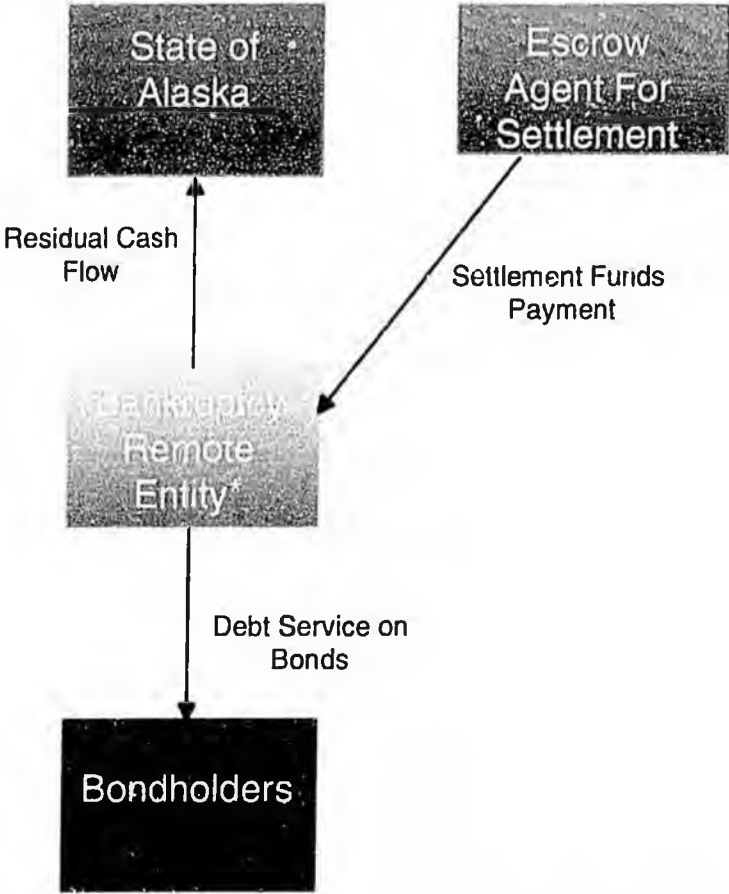 State of
Alaska
Escrow
Agent For
Settlement
Residual Cash
Flow
Settlement Funds
Payment
Bankruptcy
Remote
Entity*
Debt Service on
Bonds
Bondholders